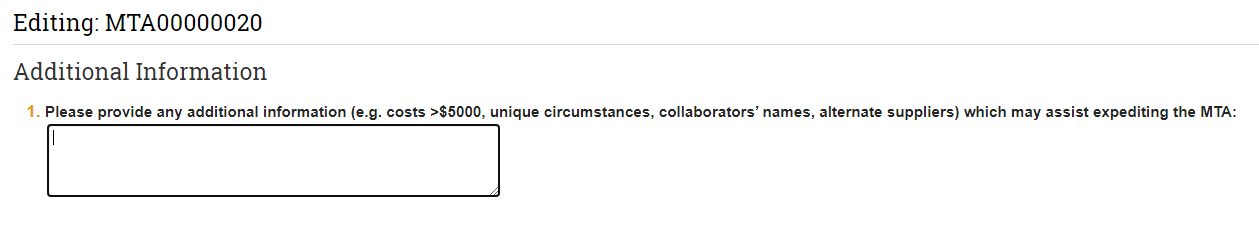 Editing: MTA00000020
Additional Information
1. Please provide any additional information (e.g. costs >$5000, unique circumstances, collaborators’ names, alternate suppliers) which may assist expediting the MTA: